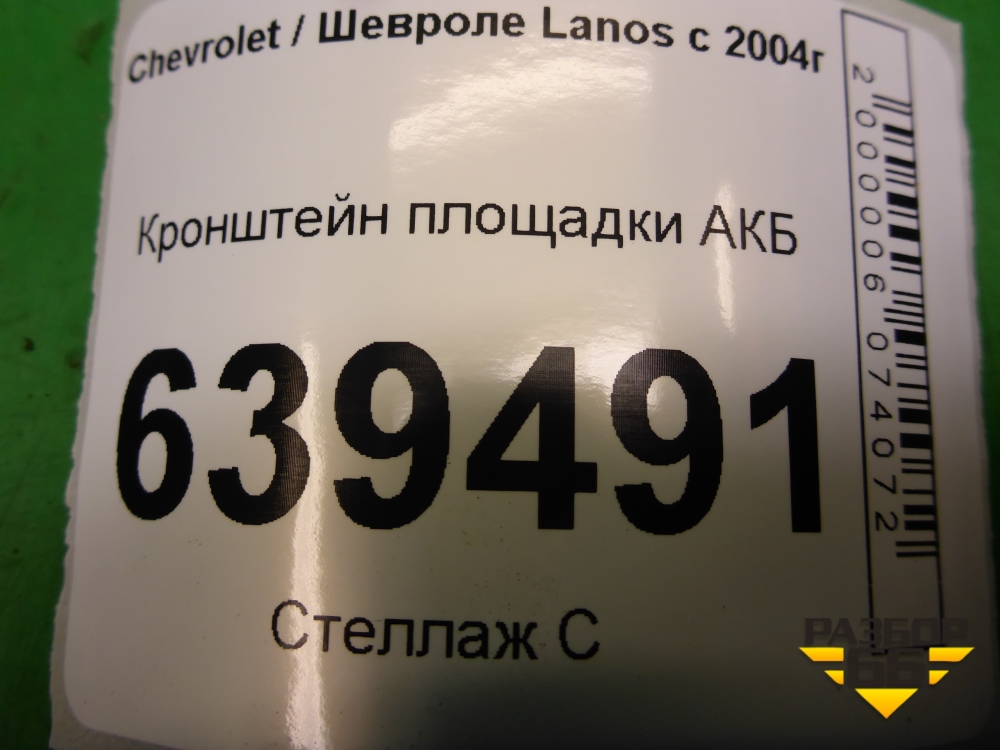 Chevrolet / Шевроле Lanos с 2004г
Кронштейн площадки АКБ
639491
Стеллаж С
2000006074072
РАЗБОР
66